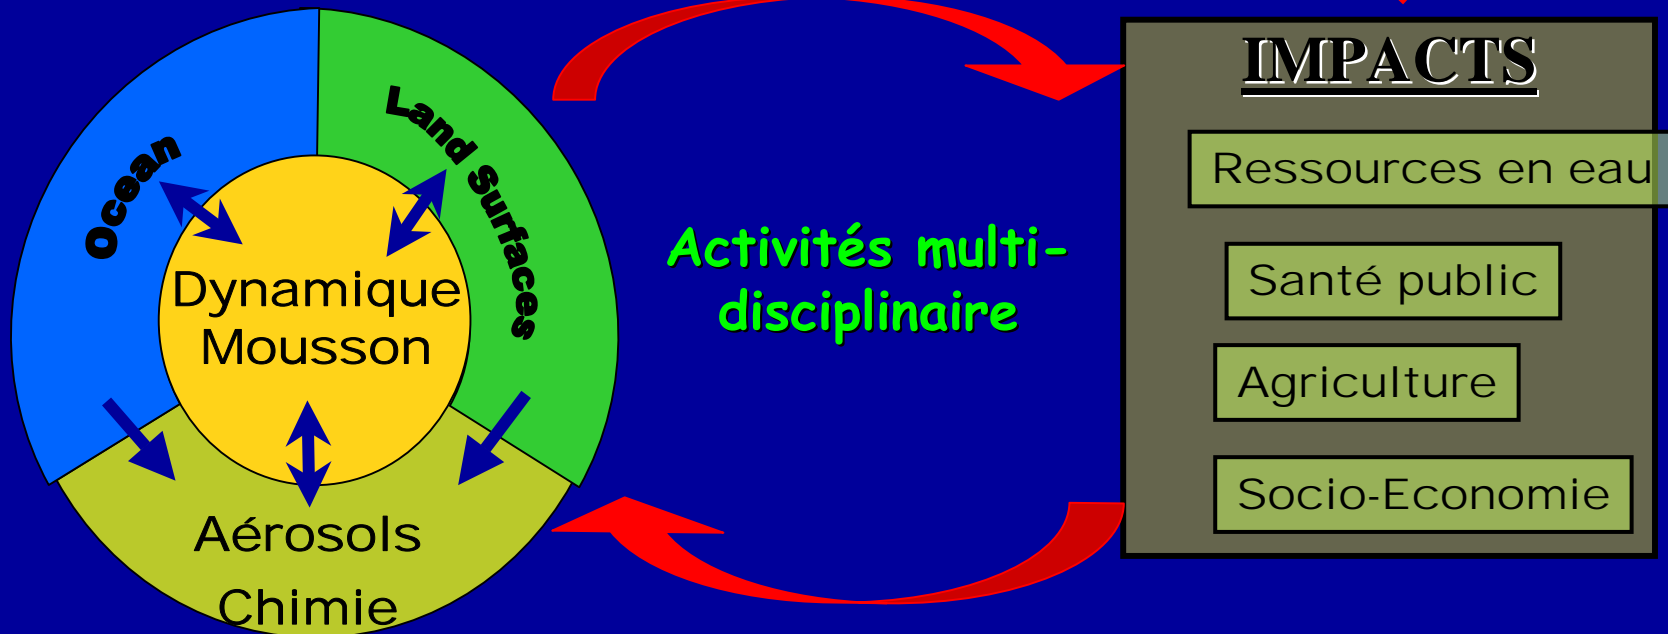 Ocean
Land Surfaces
Dynamique
Mousson
Aérosols
Chimie
Activités multi-
disciplinaire
IMPACTS
Ressources en eau
Santé public
Agriculture
Socio-Economie